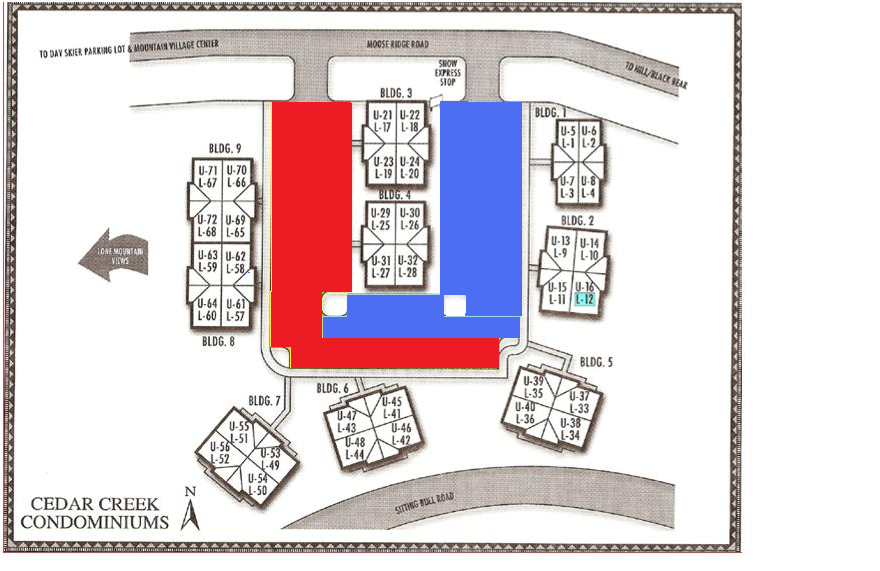 TO DAY SKIER PARKING LOT & MOUNTAIN VILLAGE CENTER
MOOSE RIDGE ROAD
TO HILL/BLACK BEAR
SNOW
EXPRESS
STOP
BLDG. 3
U-21 U-22
L-17 L-18
U-23 U-24
L-19 L-20
BLDG. 1
U-5 U-6
L-1 L-2
U-7 U-8
L-3 L-4
BLDG. 9
U-71 U-70
L-67 L-66
U-72 U-69
L-68 L-65
U-63 U-62
L-59 L-58
U-64 U-61
L-60 L-57
BLDG. 8
BLDG. 4
U-29 U-30
L-25 L-26
U-31 U-32
L-27 L-28
BLDG. 2
U-13 U-14
L-9 L-10
U-15 U-16
L-11 L-12
LONE MOUNTAIN
VIEWS
BLDG. 5
U-39 U-37
L-35 L-33
U-40 U-38
L-36 L-34
BLDG. 6
U-47 U-45
L-43 L-41
U-48 U-46
L-44 L-42
BLDG. 7
U-55 U-53
L-51 L-49
U-56 U-54
L-52 L-50
SITTING BULL ROAD
N
CEDAR CREEK
CONDOMINIUMS